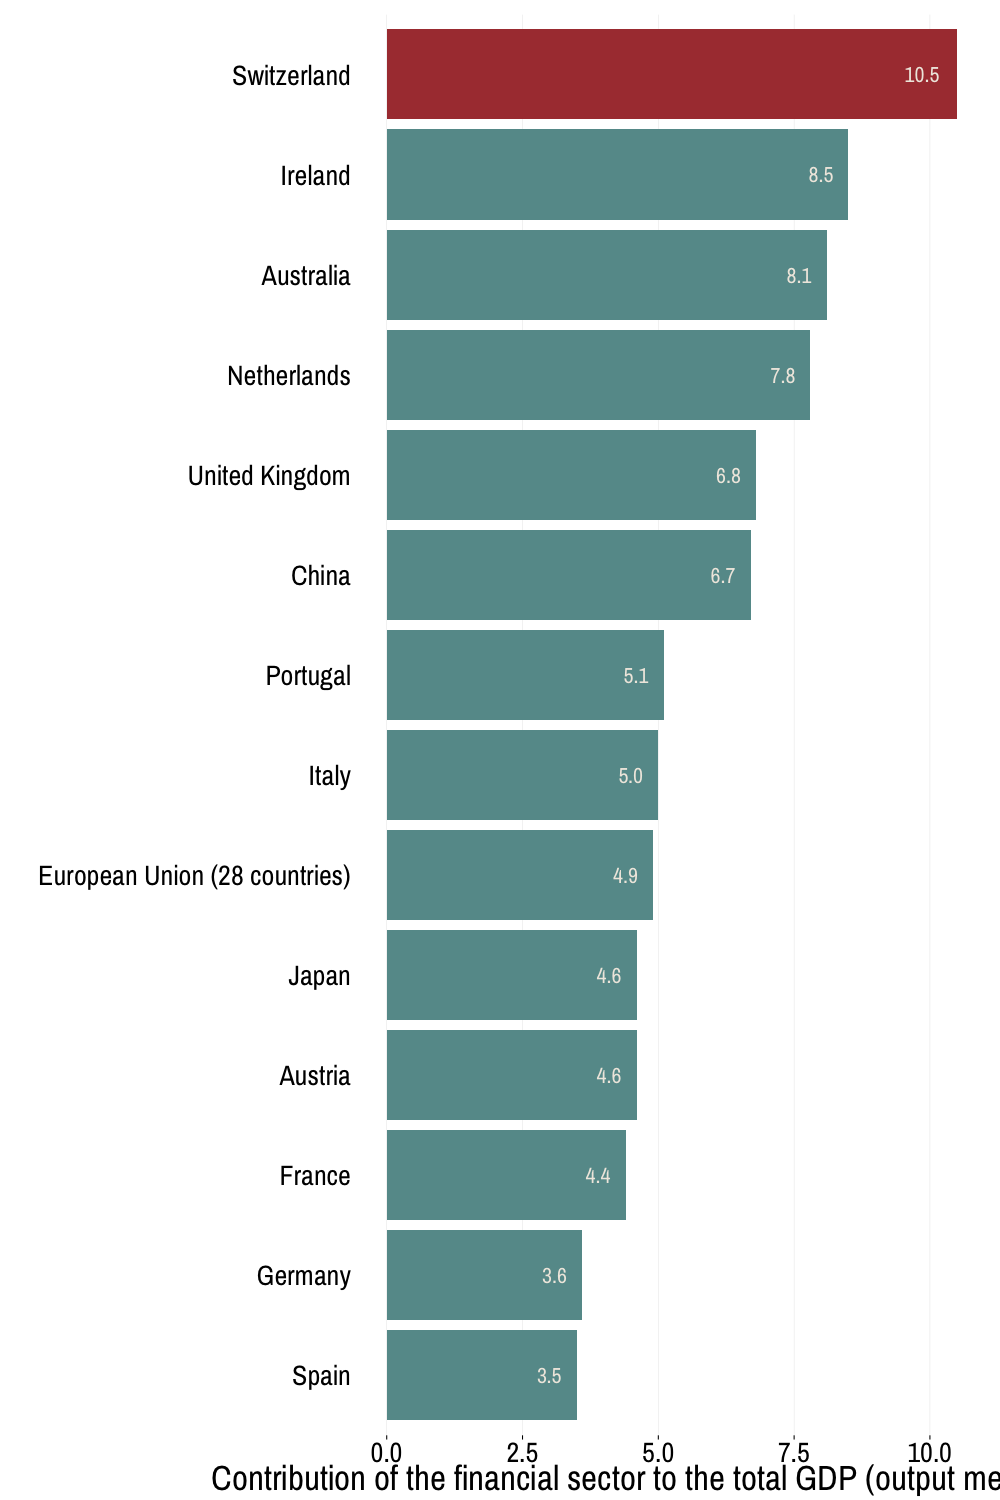 Switzerland 10.5
Ireland 8.5
Australia 8.1
Netherlands 7.8
United Kingdom 6.8
China 6.7
Portugal 5.1
Italy 5.0
European Union (28 countries) 4.9
Japan 4.6
Austria 4.6
France 4.4
Germany 3.6
Spain 3.5
0.0 2.5 5.0 7.5 10.0
Contribution of the financial sector to the total GDP (output